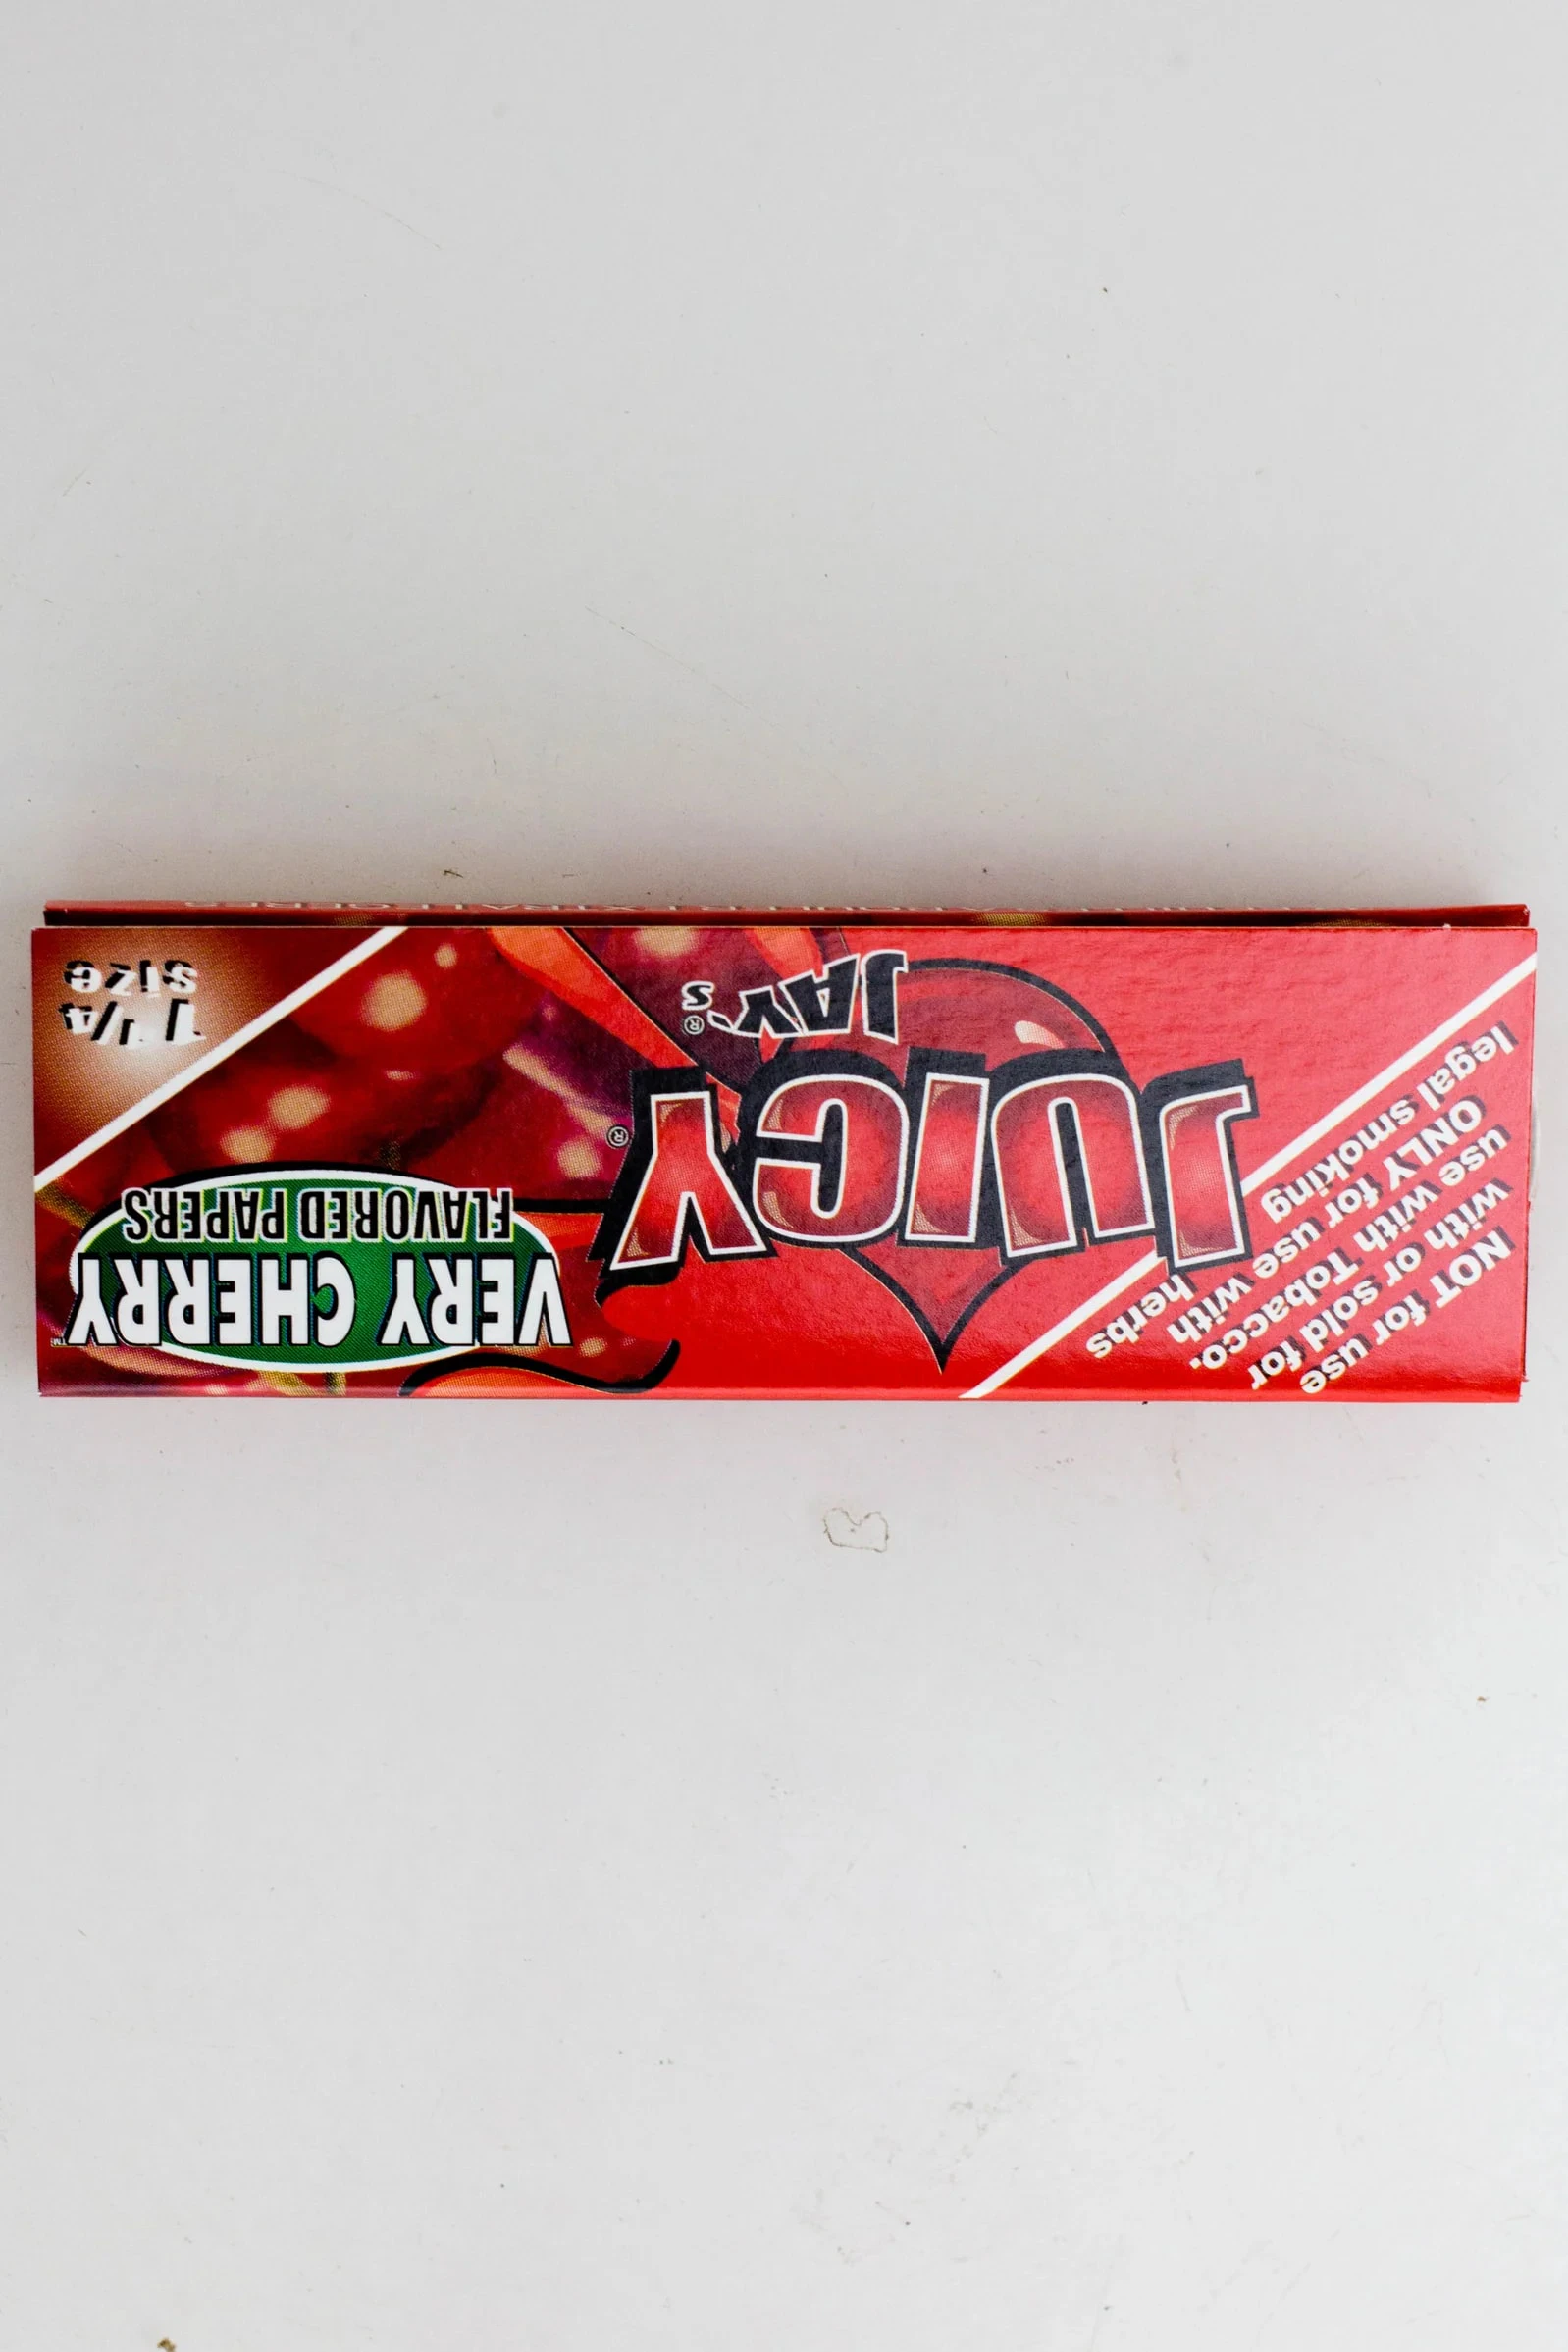 JUICY®
JAY'S®
VERY CHERRY™
FLAVORED PAPERS
1 1/4
size
NOT for use
with or sold for
use with Tobacco.
ONLY for use with
legal smoking
herbs